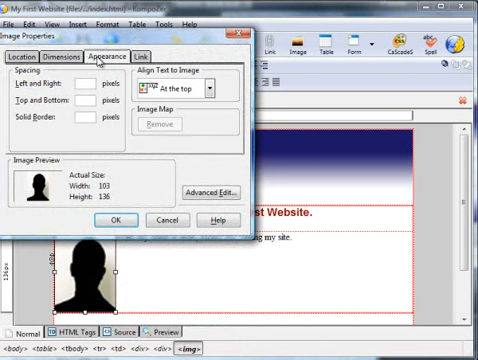 My First Website [file:/.../index.html] - KompoZer
File Edit View Insert Format Table Tools Help
Image Properties
Location Dimensions Appearance Link
Spacing
Left and Right: pixels
Top and Bottom: pixels
Solid Border: pixels
Align Text to Image
At the top
Image Map
Remove
Image Preview
Actual Size:
Width: 103
Height: 136
Advanced Edit...
OK Cancel Help
Link Image Table Form CaScadeS Spell
st Website.
ing my site.
136px
Normal HTML Tags Source Preview
<body> <tr> <tbody> <tr> <td> <div> <div> <img>